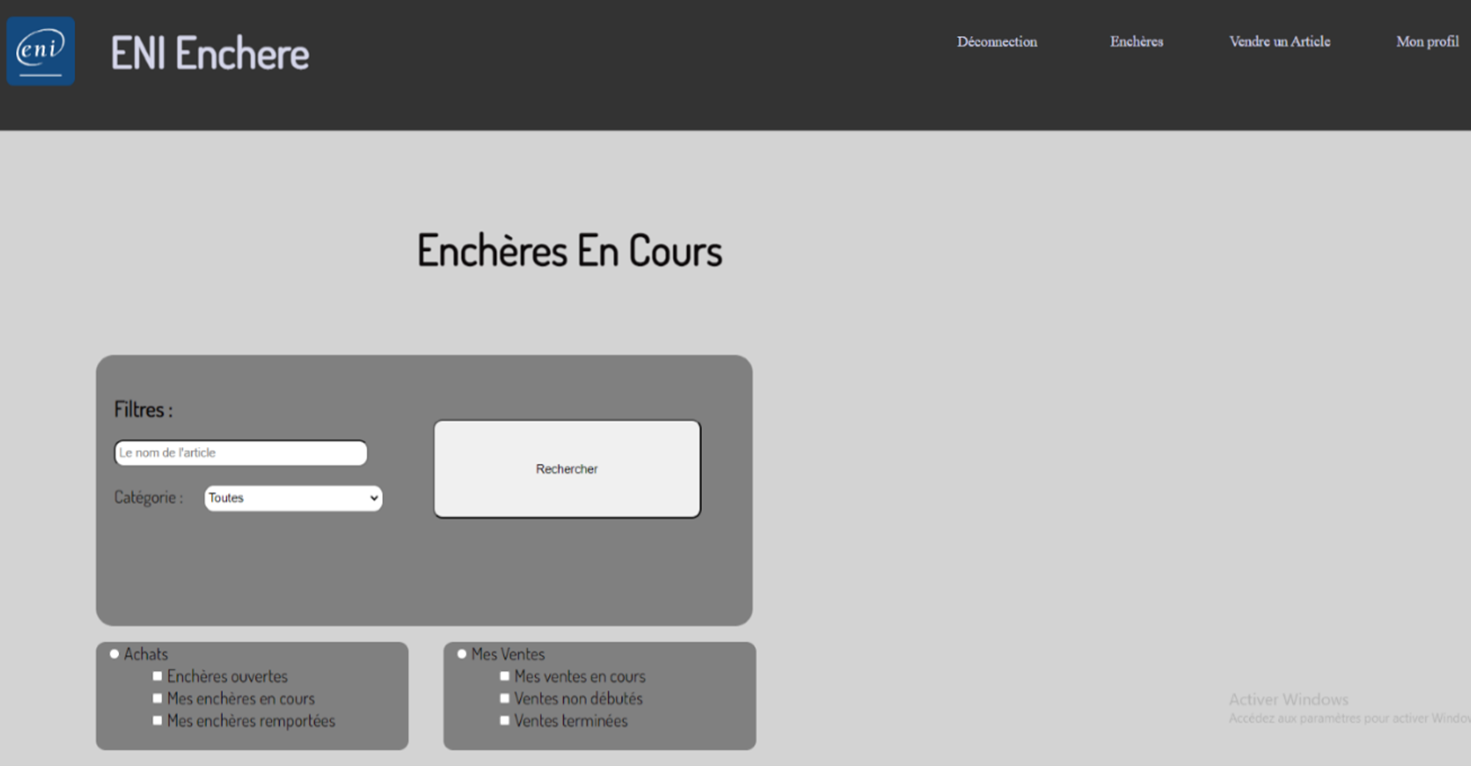 eni
ENI Enchere
Déconnection Enchères Vendre un Article Mon profil
Enchères En Cours
Filtres :
Le nom de l'article
Rechercher
Catégorie : Toutes
Achats
Enchères ouvertes
Mes enchères en cours
Mes enchères remportées
Mes Ventes
Mes ventes en cours
Ventes non débutés
Ventes terminées
Activer Windows
Accédez aux paramètres pour activer Window